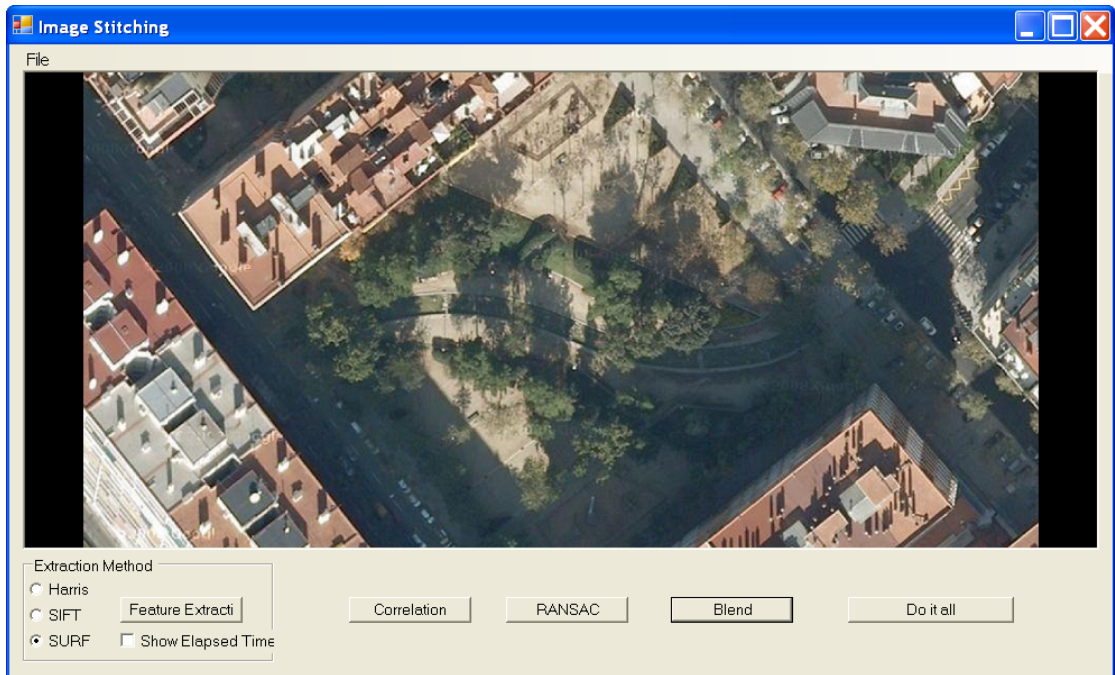 Image Stitching
File
Extraction Method
Harris
SIFT
Feature Extracti
SURF
Show Elapsed Time
Correlation
RANSAC
Blend
Do it all